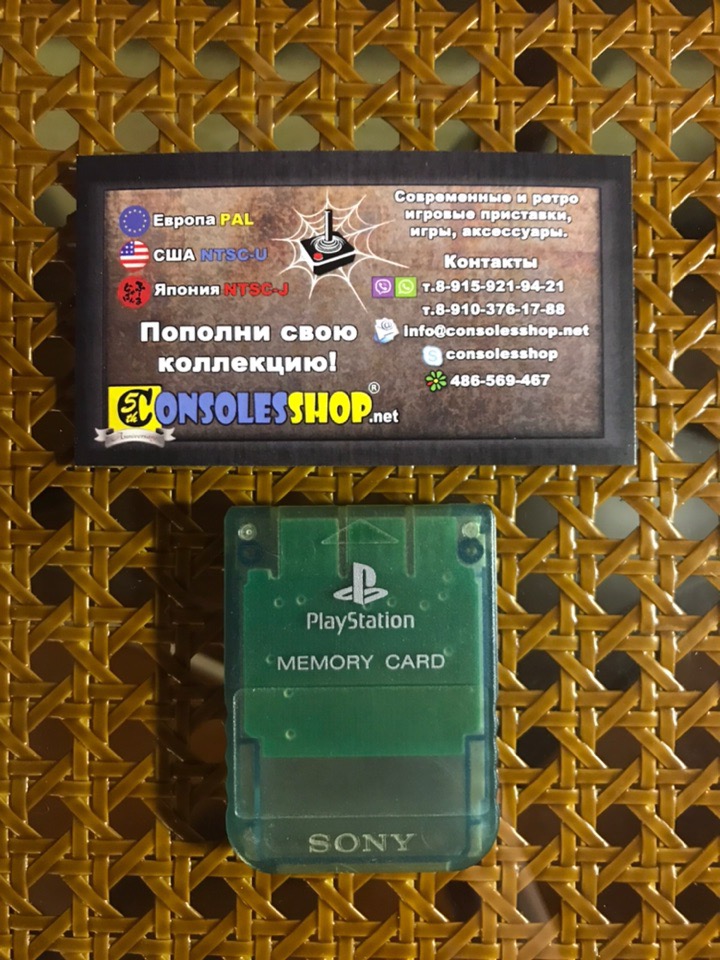 Европа PAL
США NTSC-U
Япония NTSC-J
Пополни свою
коллекцию!
5th CONSOLESSHOP.net
Anniversary
®
Современные и ретро
игровые приставки,
игры, аксессуары.
Контакты
т.8-915-921-94-21
т.8-910-376-17-88
info@consolesshop.net
consolesshop
486-569-467
PlayStation
MEMORY CARD
SONY